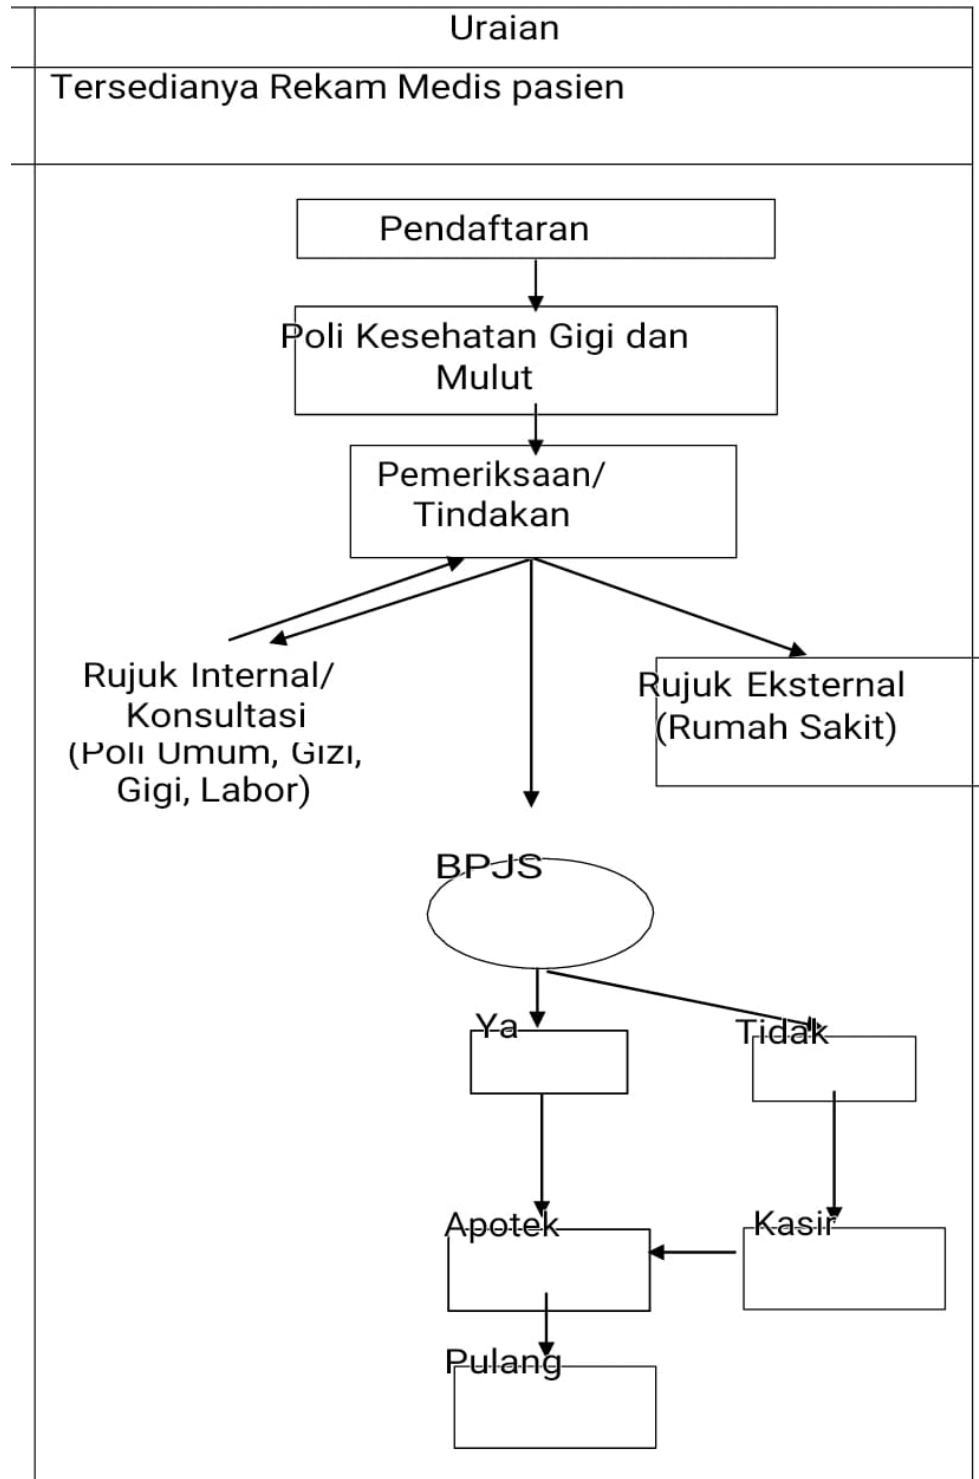 Uraian
Tersedianya Rekam Medis pasien
Pendaftaran
Poli Kesehatan Gigi dan
Mulut
Pemeriksaan/
Tindakan
Rujuk Internal/
Konsultasi
(Poli Umum, Gizi,
Gigi, Labor)
Rujuk Eksternal
(Rumah Sakit)
BPJS
Ya
Tidak
Apotek
Kasir
Pulang